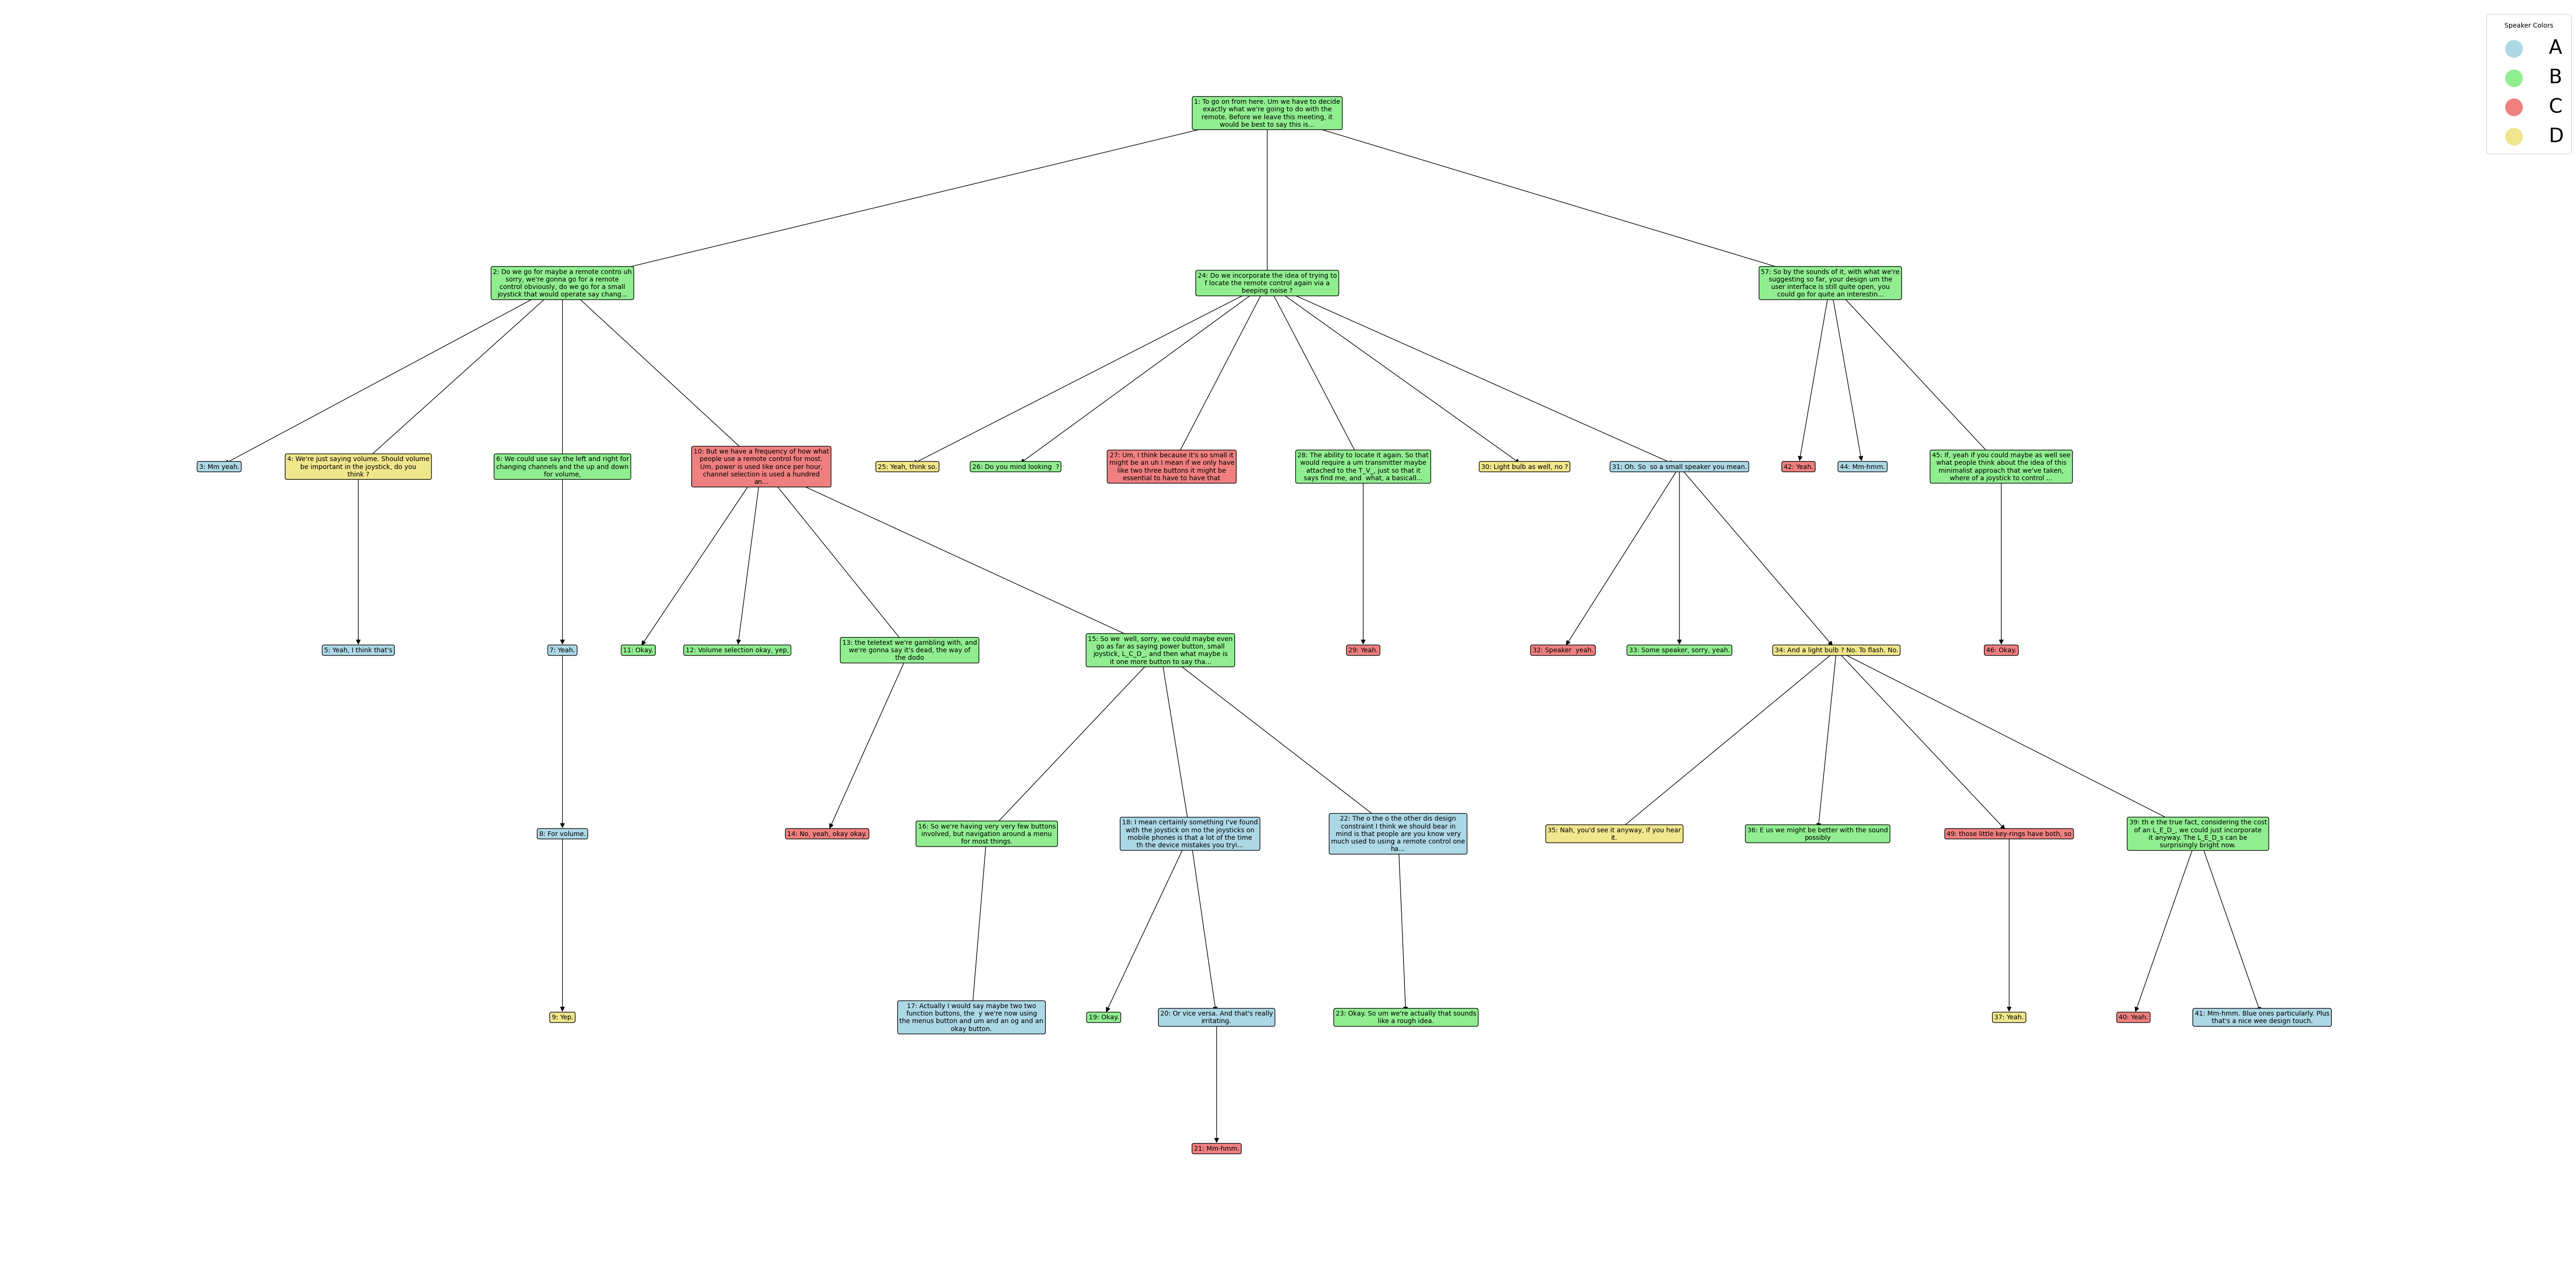 Speaker Colors
A
B
C
D
1: To go on from here. Um we have to decide
exactly what we're going to do with the
remote. Before we leave this meeting, it
would be best to say this is...
2: Do we go for maybe a remote contro uh
sorry, we're gonna go for a remote
control obviously, do we go for a small
joystick that would operate say chang...
24: Do we incorporate the idea of trying to
f locate the remote control again via a
beeping noise ?
57: So by the sounds of it, with what we're
suggesting so far, your design um the
user interface is still quite open, you
could go for quite an interestin...
3: Mm yeah.
4: We're just saying volume. Should volume
be important in the joystick, do you
think ?
6: We could use say the left and right for
changing channels and the up and down
for volume,
10: But we have a frequency of how what
people use a remote control for most.
Um, power is used like once per hour,
channel selection is used a hundred
an...
25: Yeah, think so.
26: Do you mind looking  ?
27: Um, I think because it's so small it
might be an uh I mean if we only have
like two three buttons it might be
essential to have to have that
28: The ability to locate it again. So that
would require a um transmitter maybe
attached to the T_V_, just so that it
says find me, and  what, a basicall...
30: Light bulb as well, no ?
31: Oh. So  so a small speaker you mean.
42: Yeah.
44: Mm-hmm.
45: If, yeah if you could maybe as well see
what people think about the idea of this
minimalist approach that we've taken,
where of a joystick to control ...
5: Yeah, I think that's
7: Yeah.
11: Okay.
12: Volume selection okay, yep,
13: the teletext we're gambling with, and
we're gonna say it's dead, the way of
the dodo
15: So we  well, sorry, we could maybe even
go as far as saying power button, small
joystick, L_C_D_, and then what maybe is
it one more button to say tha...
29: Yeah.
32: Speaker  yeah.
33: Some speaker, sorry, yeah.
34: And a light bulb ? No. To flash. No.
46: Okay.
8: For volume.
14: No, yeah, okay okay.
16: So we're having very very few buttons
involved, but navigation around a menu
for most things.
18: I mean certainly something I've found
with the joystick on mo the joysticks on
mobile phones is that a lot of the time
th the device mistakes you tryi...
22: The o the o the other dis design
constraint I think we should bear in
mind is that people are you know very
much used to using a remote control one
ha...
35: Nah, you'd see it anyway, if you hear
it.
36: E us we might be better with the sound
possibly
49: those little key-rings have both, so
39: th e the true fact, considering the cost
of an L_E_D_, we could just incorporate
it anyway. The L_E_D_s can be
surprisingly bright now.
9: Yep.
17: Actually I would say maybe two two
function buttons, the  y we're now using
the menus button and um and an og and an
okay button.
19: Okay.
20: Or vice versa. And that's really
irritating.
23: Okay. So um we're actually that sounds
like a rough idea.
37: Yeah.
40: Yeah.
41: Mm-hmm. Blue ones particularly. Plus
that's a nice wee design touch.
21: Mm-hmm.